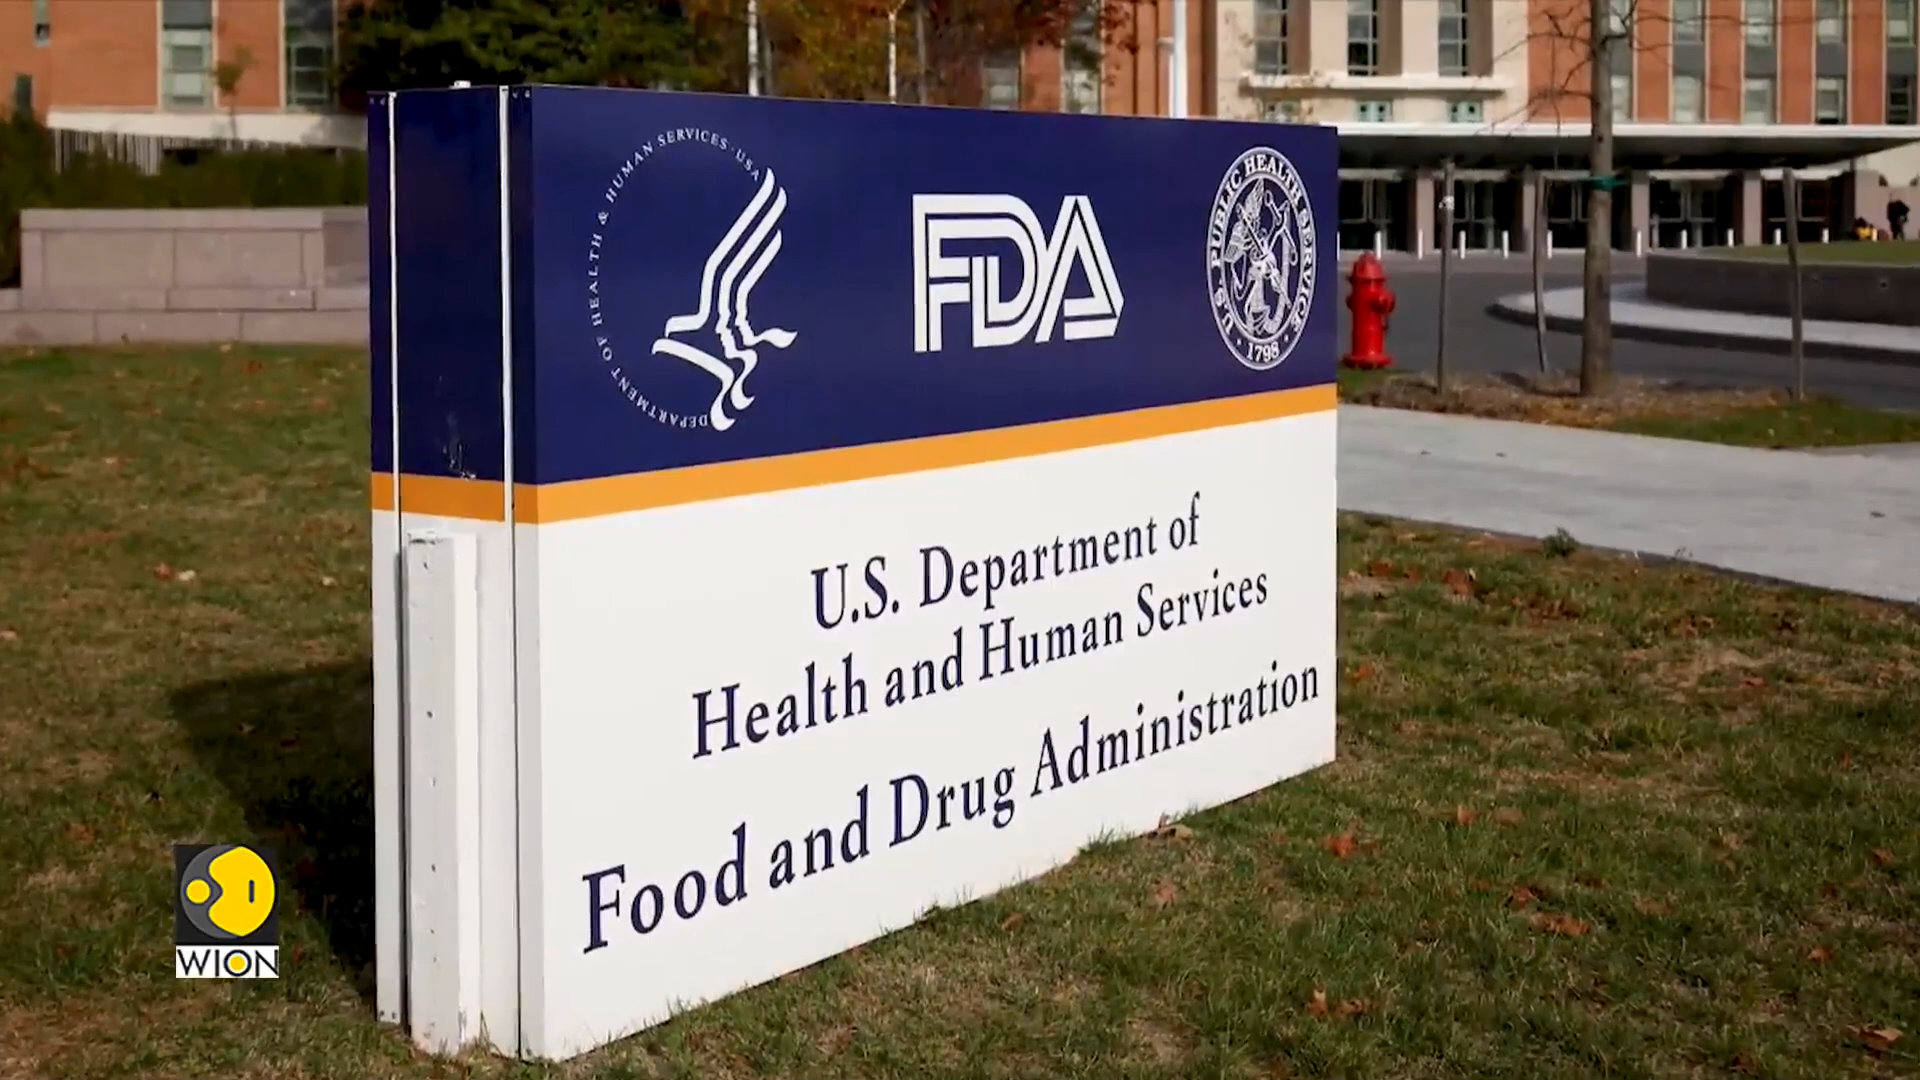 DEPARTMENT OF HEALTH & HUMAN SERVICES · USA
FDA
U.S. PUBLIC HEALTH SERVICE
· 1798 ·
U.S. Department of
Health and Human Services
Food and Drug Administration
WION